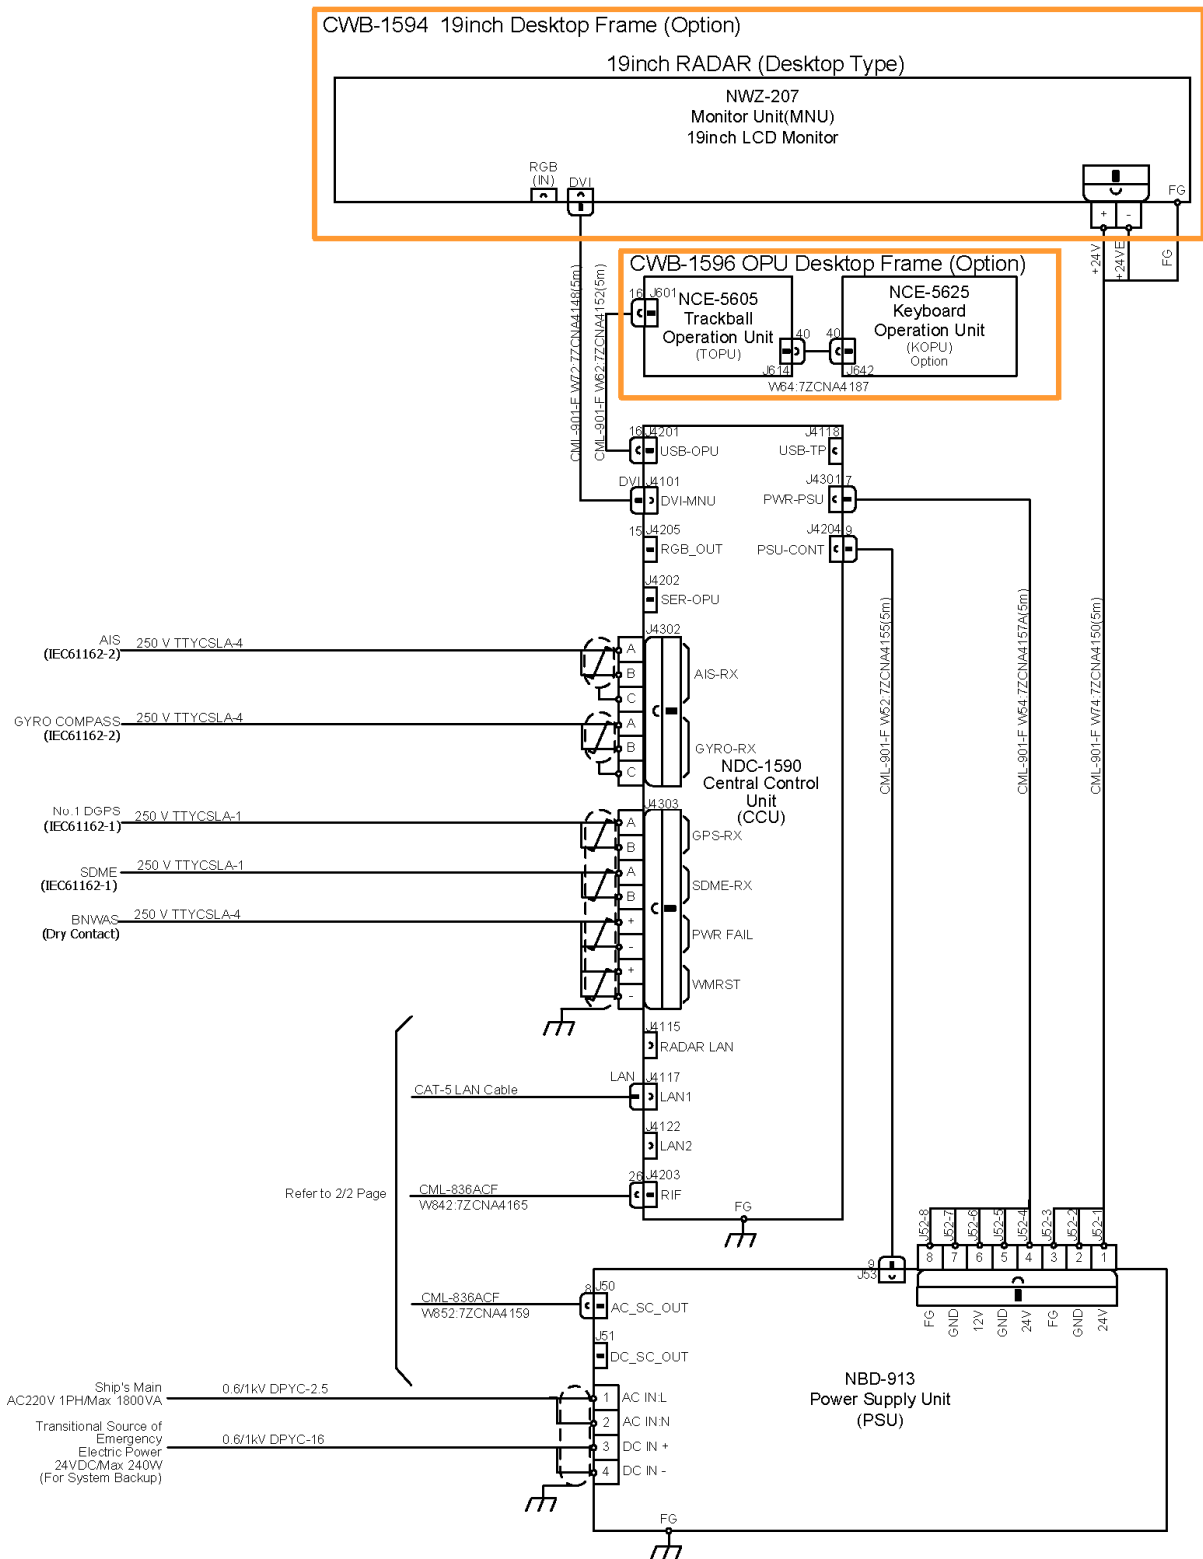 CWB-1594 19inch Desktop Frame (Option)
19inch RADAR (Desktop Type)
NWZ-207
Monitor Unit(MNU)
19inch LCD Monitor
RGB
(IN)
DVI
FG
+
-
+24V
+24VE
FG
CWB-1596 OPU Desktop Frame (Option)
16
J601
NCE-5605
Trackball
Operation Unit
(TOPU)
40
J614
NCE-5625
Keyboard
Operation Unit
(KOPU)
Option
40
J642
W64:7ZCNA4187
CML-901-F W72:7ZCNA4148(5m)
CML-901-F W62:7ZCNA4152(5m)
16 J4201
USB-OPU
J4118
USB-TP
DVI J4101
DVI-MNU
J4301 7
PWR-PSU
15 J4205
RGB_OUT
J4204 9
PSU-CONT
J4202
SER-OPU
CML-901-F W52:7ZCNA4155(5m)
CML-901-F W54:7ZCNA4157A(5m)
CML-901-F W74:7ZCNA4150(5m)
J4302
AIS
(IEC61162-2)
250 V TTYCSLA-4
A
B
C
AIS-RX
GYRO COMPASS
(IEC61162-2)
250 V TTYCSLA-4
A
B
C
GYRO-RX
NDC-1590
Central Control
Unit
(CCU)
J4303
No.1 DGPS
(IEC61162-1)
250 V TTYCSLA-1
A
B
GPS-RX
SDME
(IEC61162-1)
250 V TTYCSLA-1
A
B
SDME-RX
BNWAS
(Dry Contact)
250 V TTYCSLA-4
+
-
PWR FAIL
+
-
WMRST
J4115
RADAR LAN
CAT-5 LAN Cable
LAN J4117
LAN1
J4122
LAN2
Refer to 2/2 Page
CML-836ACF
W842:7ZCNA4165
26 J4203
RIF
FG
J52-8
J52-7
J52-6
J52-5
J52-4
J52-3
J52-2
J52-1
8 7 6 5 4 3 2 1
FG
GND
12V
GND
24V
FG
GND
24V
9
J53
CML-836ACF
W852:7ZCNA4159
8 J50
AC_SC_OUT
J51
DC_SC_OUT
NBD-913
Power Supply Unit
(PSU)
Ship's Main
AC220V 1PH/Max 1800VA
0.6/1kV DPYC-2.5
1 AC IN:L
2 AC IN:N
Transitional Source of
Emergency
Electric Power
24VDC/Max 240W
(For System Backup)
0.6/1kV DPYC-16
3 DC IN +
4 DC IN -
FG